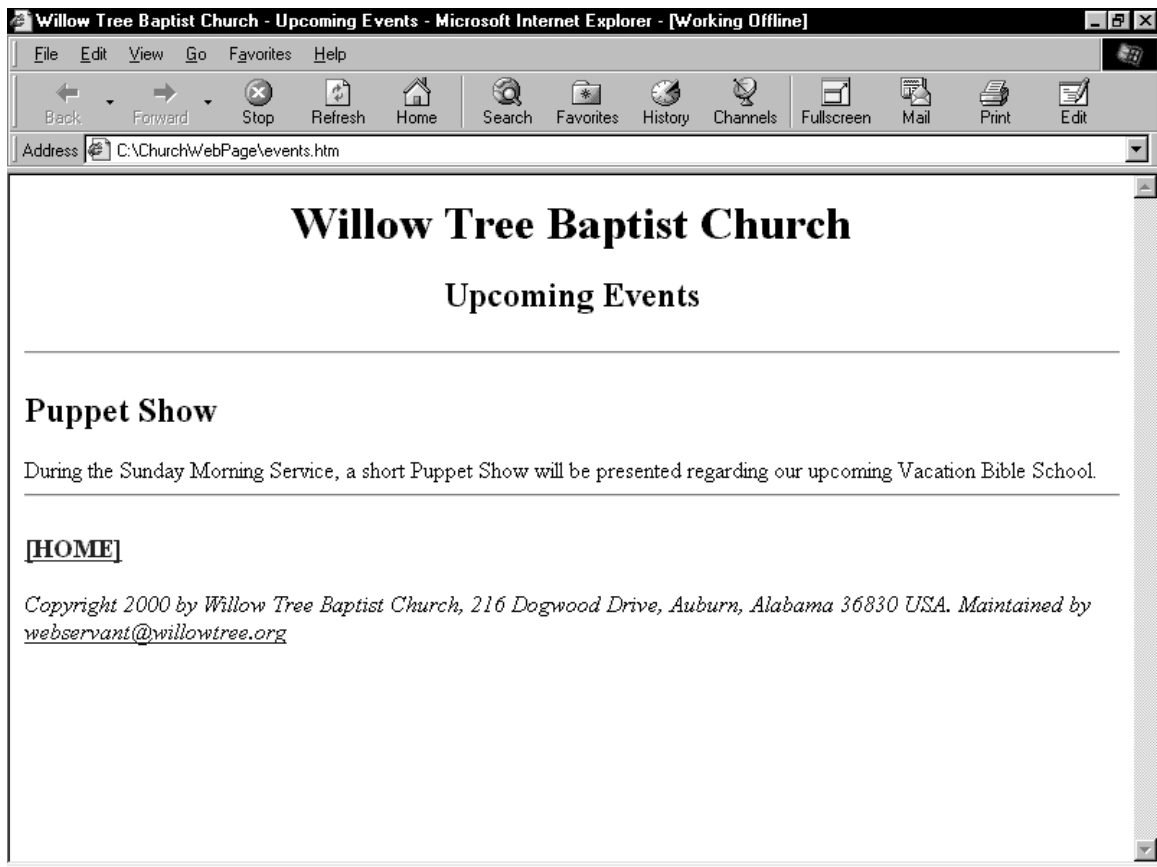 Willow Tree Baptist Church - Upcoming Events - Microsoft Internet Explorer - [Working Offline]
File Edit View Go Favorites Help
Back Forward Stop Refresh Home Search Favorites History Channels Fullscreen Mail Print Edit
Address C:\ChurchWebPage\events.htm
Willow Tree Baptist Church
Upcoming Events
Puppet Show
During the Sunday Morning Service, a short Puppet Show will be presented regarding our upcoming Vacation Bible School.
[HOME]
Copyright 2000 by Willow Tree Baptist Church, 216 Dogwood Drive, Auburn, Alabama 36830 USA. Maintained by
webservant@willowtree.org